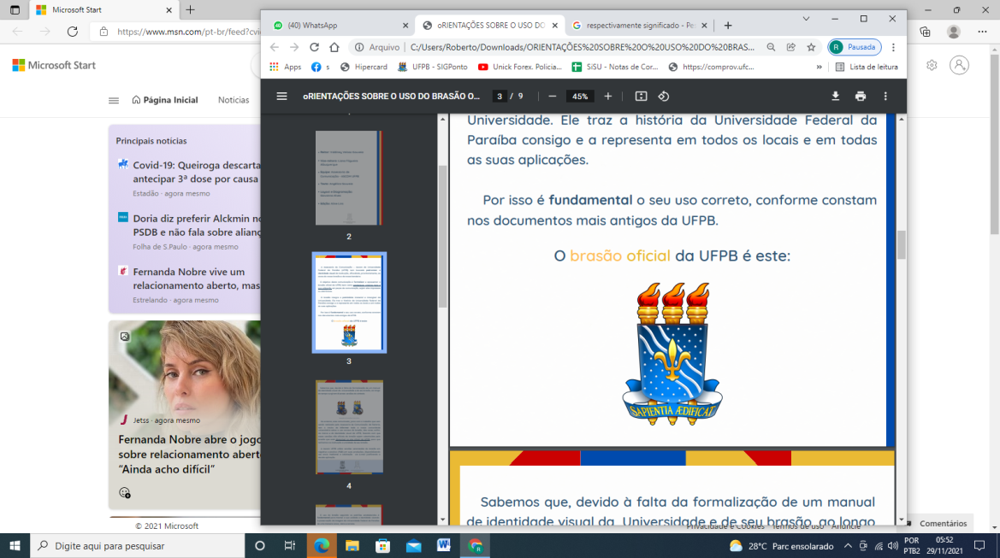 Microsoft Start
https://www.msn.com/pt-br/feed?cvi
Microsoft Start
Página Inicial
Notícias
Principais notícias
Covid-19: Queiroga descarta
antecipar 3ª dose por causa
Estadão · agora mesmo
Doria diz preferir Alckmin no
PSDB e não fala sobre alianç
Folha de S.Paulo · agora mesmo
Fernanda Nobre vive um
relacionamento aberto, mas
Estrelando · agora mesmo
Jetss · agora mesmo
Fernanda Nobre abre o jogo
sobre relacionamento abert
"Ainda acho difícil"
© 2021 Microsoft
(40) WhatsApp
oRIENTAÇÕES SOBRE O USO DO
respectivamente significado - Pe
Arquivo
C:/Users/Roberto/Downloads/ORIENTAÇÕES%20SOBRE%20O%20USO%20DO%20BRAS...
R
Pausada
Apps
s
Hipercard
UFPB - SIGPonto
Unick Forex. Policia...
SiSU - Notas de Cor...
https://comprov.ufc...
»
Lista de leitura
oRIENTAÇÕES SOBRE O USO DO BRASÃO O...
3 / 9
45%
2
3
4
Universidade. Ele traz a história da Universidade Federal da
Paraíba consigo e a representa em todos os locais e em todas
as suas aplicações.
Por isso é fundamental o seu uso correto, conforme constam
nos documentos mais antigos da UFPB.
O brasão oficial da UFPB é este:
SAPIENTIA ÆDIFICAT
Sabemos que, devido à falta da formalização de um manual
de identidade visual da Universidade e de seu brasão, ao longo
Privacidade e Cookies
Termos de uso
Anuncie
Comentários
Digite aqui para pesquisar
28°C Parc ensolarado
POR
PTB2
05:52
29/11/2021